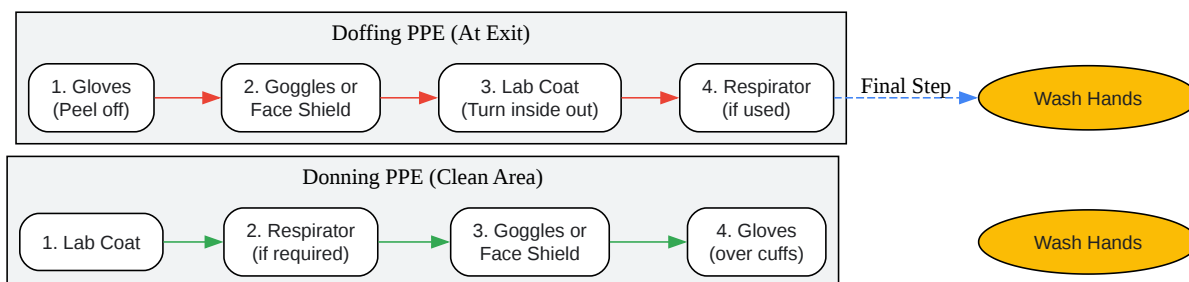 Doffing PPE (At Exit)
1. Gloves
(Peel off)
2. Goggles or
Face Shield
3. Lab Coat
(Turn inside out)
4. Respirator
(if used)
Final Step
Wash Hands
Donning PPE (Clean Area)
1. Lab Coat
2. Respirator
(if required)
3. Goggles or
Face Shield
4. Gloves
(over cuffs)
Wash Hands